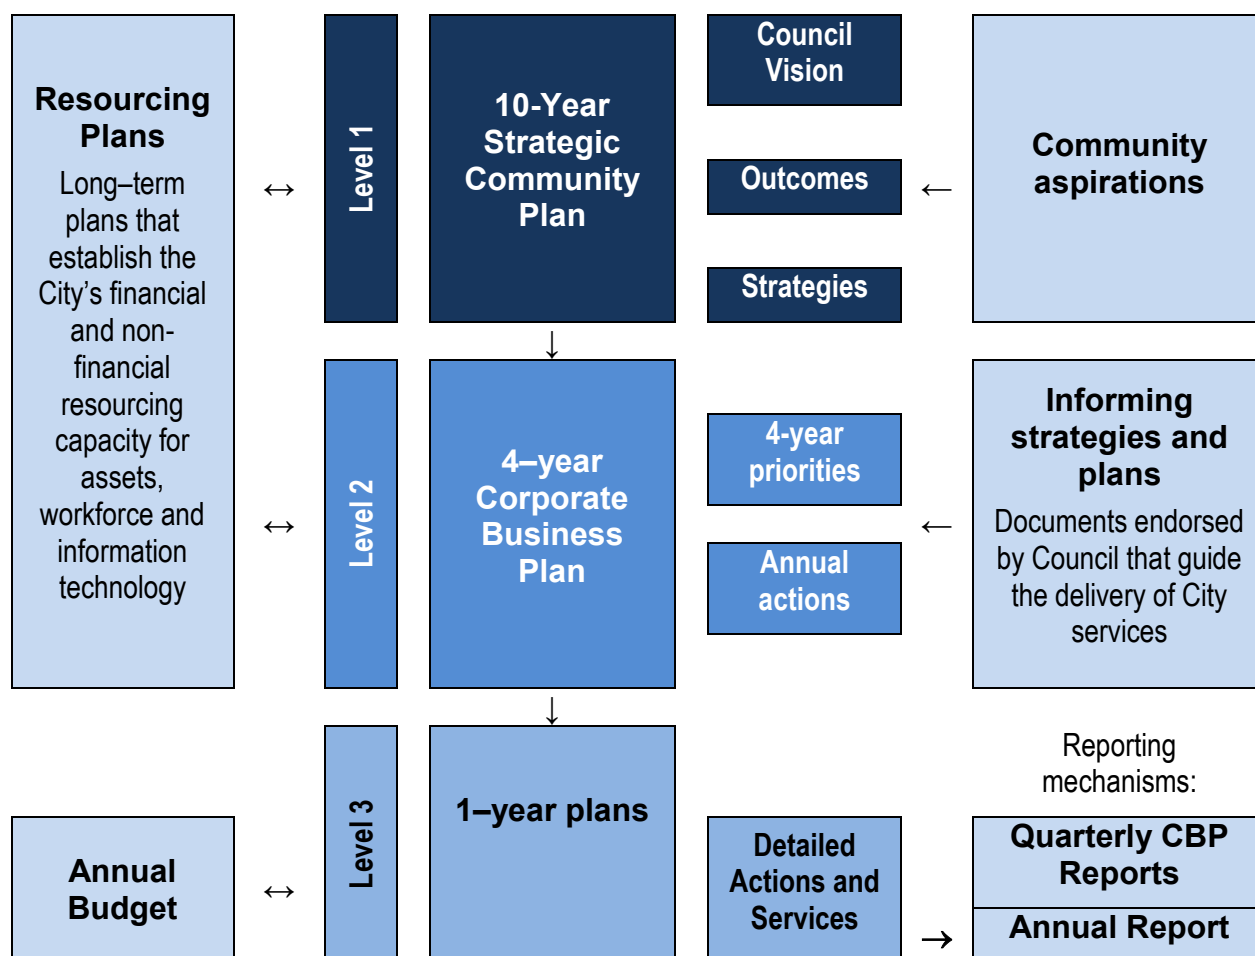 Resourcing
Plans
Long–term
plans that
establish the
City's financial
and non-
financial
resourcing
capacity for
assets,
workforce and
information
technology
↔
Level 1
10-Year
Strategic
Community
Plan
Council
Vision
Outcomes
Strategies
←
Community
aspirations
↓
↔
Level 2
4–year
Corporate
Business
Plan
4-year
priorities
Annual
actions
←
Informing
strategies and
plans
Documents endorsed
by Council that guide
the delivery of City
services
↓
Annual
Budget
↔
Level 3
1–year plans
Detailed
Actions and
Services
→
Reporting
mechanisms:
Quarterly CBP
Reports
Annual Report